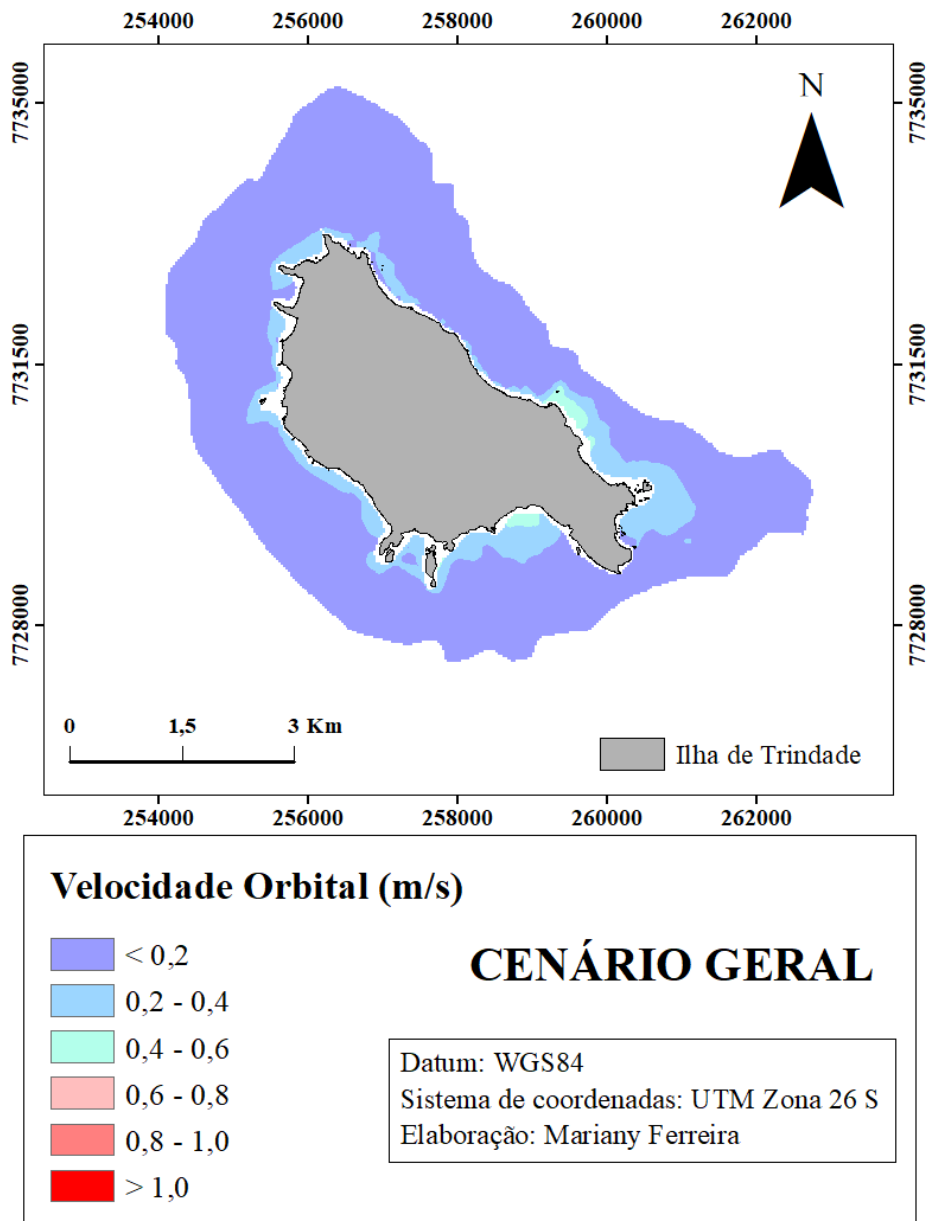 254000 256000 258000 260000 262000
7735000 7735000
N
7731500 7731500
7728000 7728000
0 1,5 3 Km
Ilha de Trindade
254000 256000 258000 260000 262000
Velocidade Orbital (m/s)
< 0,2
0,2 - 0,4
0,4 - 0,6
0,6 - 0,8
0,8 - 1,0
> 1,0
CENÁRIO GERAL
Datum: WGS84
Sistema de coordenadas: UTM Zona 26 S
Elaboração: Mariany Ferreira